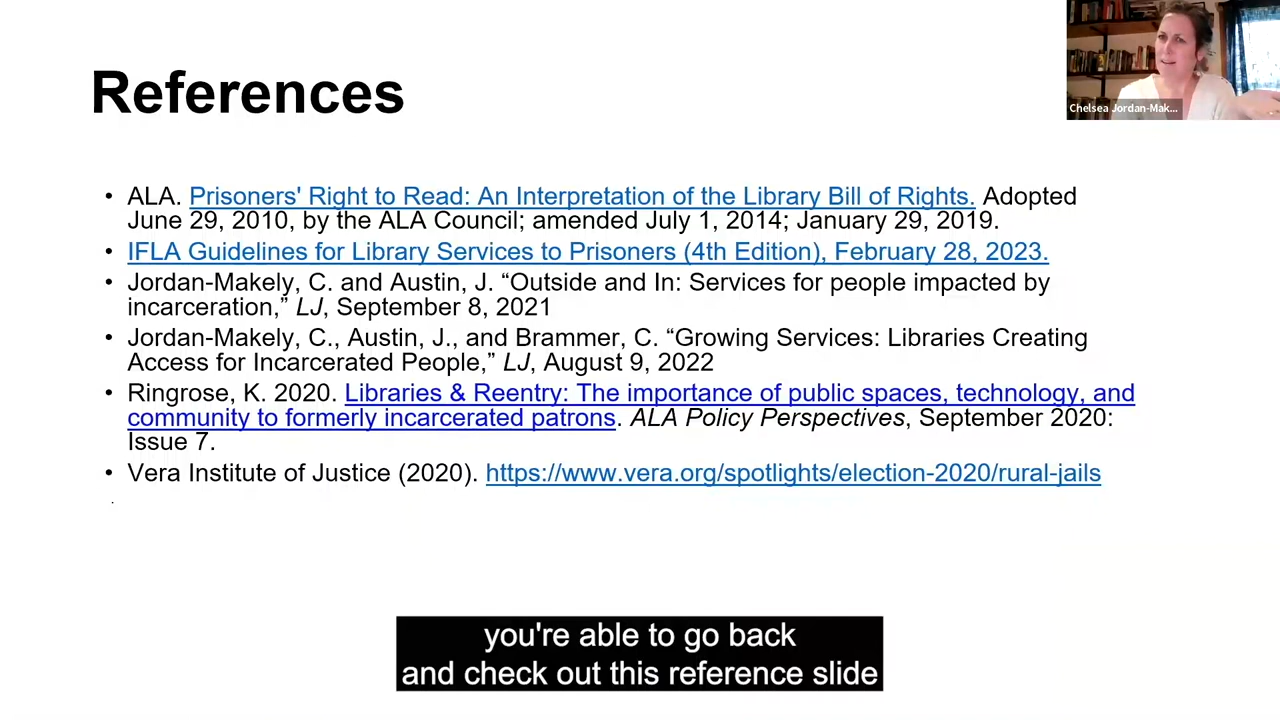 References
Chelsea Jordan-Mak...
• ALA. Prisoners' Right to Read: An Interpretation of the Library Bill of Rights. Adopted
June 29, 2010, by the ALA Council; amended July 1, 2014; January 29, 2019.
• IFLA Guidelines for Library Services to Prisoners (4th Edition), February 28, 2023.
• Jordan-Makely, C. and Austin, J. “Outside and In: Services for people impacted by
incarceration,” LJ, September 8, 2021
• Jordan-Makely, C., Austin, J., and Brammer, C. “Growing Services: Libraries Creating
Access for Incarcerated People,” LJ, August 9, 2022
• Ringrose, K. 2020. Libraries & Reentry: The importance of public spaces, technology, and
community to formerly incarcerated patrons. ALA Policy Perspectives, September 2020:
Issue 7.
• Vera Institute of Justice (2020). https://www.vera.org/spotlights/election-2020/rural-jails
you're able to go back
and check out this reference slide